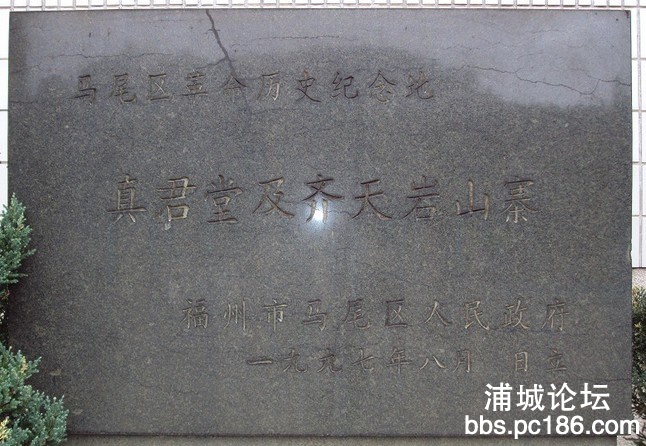 马尾区革命历史纪念地
真君堂及齐天岩山寨
福州市马尾区人民政府
一九九七年八月 日立
浦城论坛
bbs.pc186.com